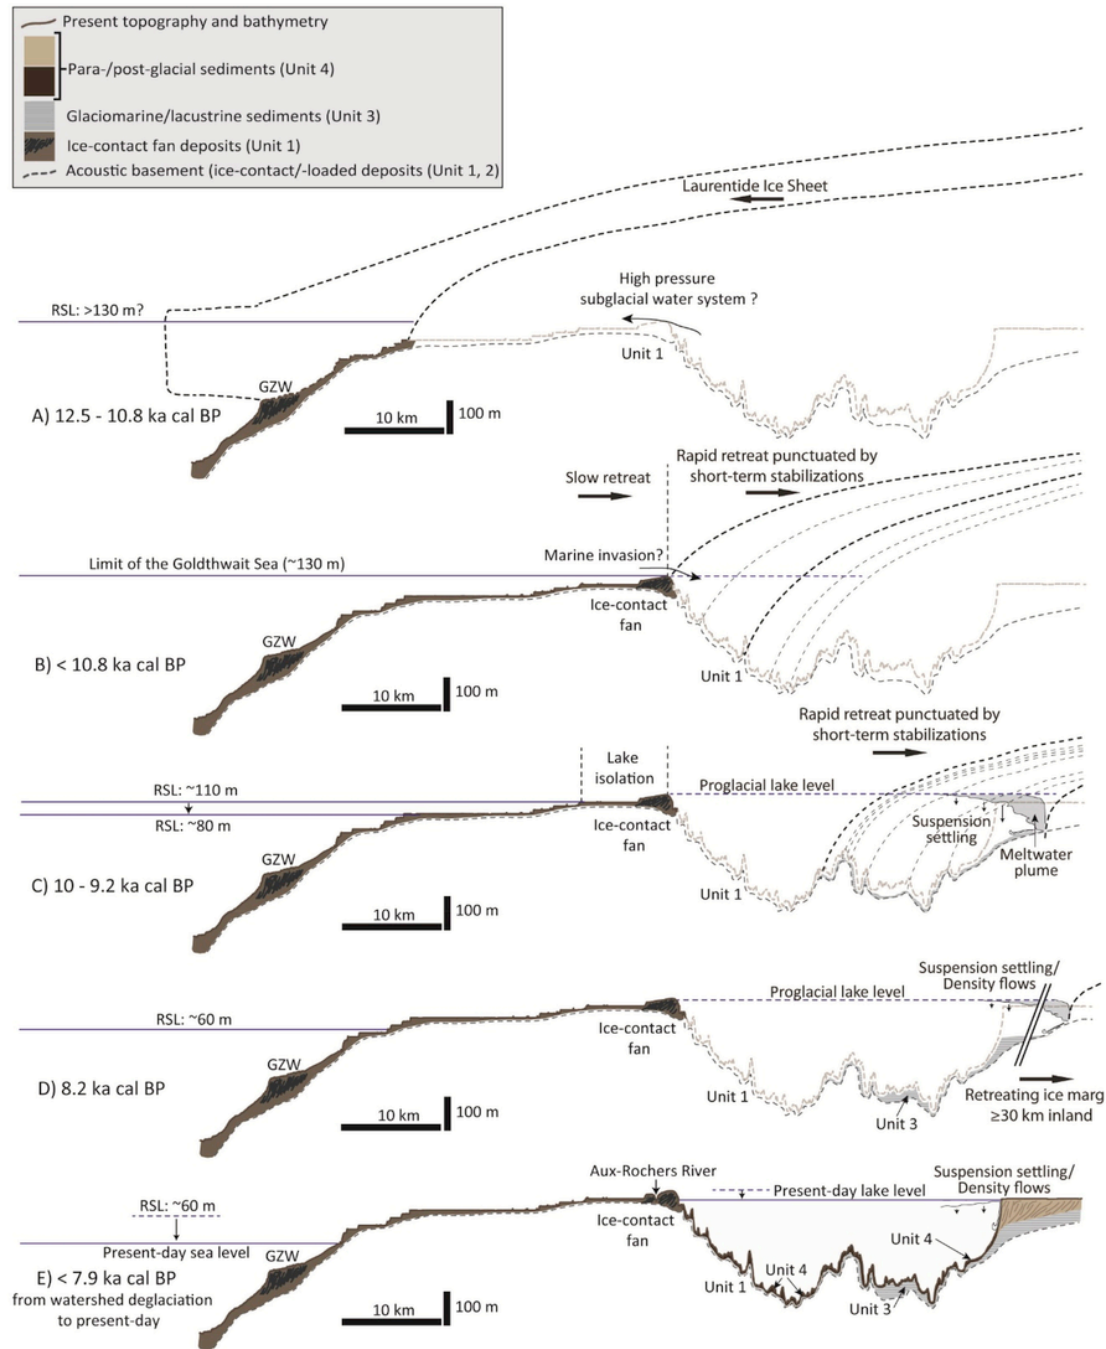 Present topography and bathymetry
Para-/post-glacial sediments (Unit 4)
Glaciomarine/lacustrine sediments (Unit 3)
Ice-contact fan deposits (Unit 1)
Acoustic basement (ice-contact/-loaded deposits (Unit 1, 2)
Laurentide Ice Sheet
RSL: >130 m?
High pressure
subglacial water system ?
Unit 1
GZW
A) 12.5 - 10.8 ka cal BP
10 km
100 m
Slow retreat
Rapid retreat punctuated by
short-term stabilizations
Limit of the Goldthwait Sea (~130 m)
Marine invasion?
Ice-contact
fan
GZW
B) < 10.8 ka cal BP
Unit 1
10 km
100 m
Rapid retreat punctuated by
short-term stabilizations
Lake
isolation
RSL: ~110 m
Proglacial lake level
RSL: ~80 m
Ice-contact
fan
Suspension
settling
Meltwater
plume
GZW
C) 10 - 9.2 ka cal BP
Unit 1
10 km
100 m
Suspension settling/
Density flows
Proglacial lake level
RSL: ~60 m
Ice-contact
fan
GZW
D) 8.2 ka cal BP
Unit 1
Unit 3
Retreating ice marg
≥30 km inland
10 km
100 m
Aux-Rochers River
Suspension settling/
Density flows
Present-day lake level
RSL: ~60 m
Ice-contact
fan
Present-day sea level
Unit 4
GZW
Unit 4
E) < 7.9 ka cal BP
from watershed deglaciation
to present-day
Unit 1
Unit 3
10 km
100 m